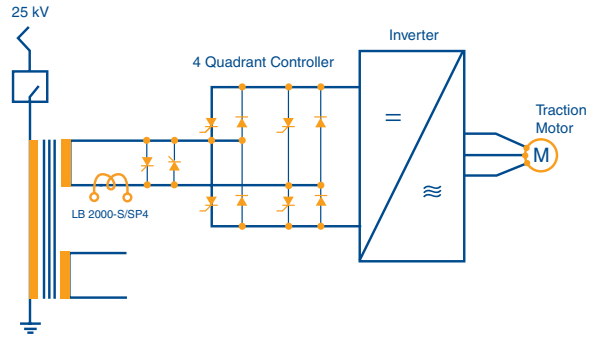 25 kV
Inverter
4 Quadrant Controller
Traction
Motor
M
LB 2000-S/SP4